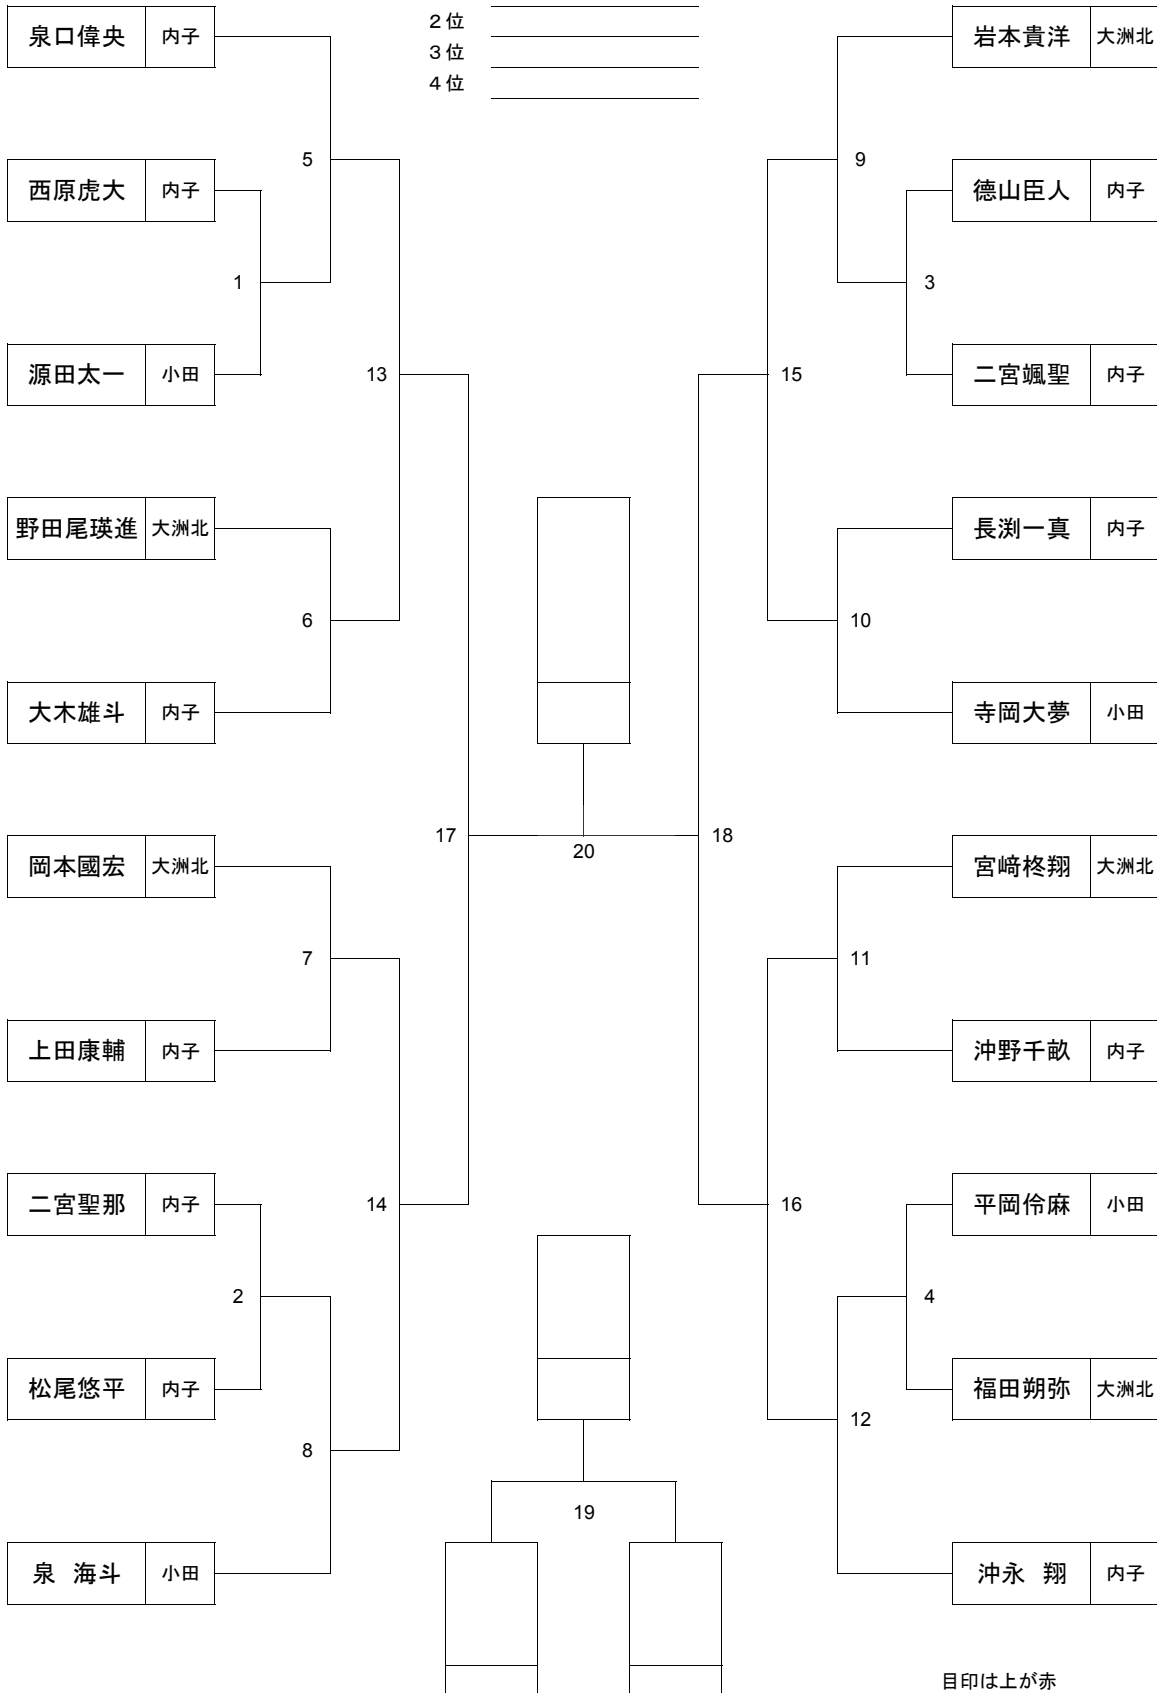 2位
3位
4位
泉口偉央 内子
西原虎大 内子
源田太一 小田
野田尾瑛進 大洲北
大木雄斗 内子
岡本國宏 大洲北
上田康輔 内子
二宮聖那 内子
松尾悠平 内子
泉 海斗 小田
5
1
13
6
17
7
14
2
8
20
19
岩本貴洋 大洲北
德山臣人 内子
二宮颯聖 内子
長渕一真 内子
寺岡大夢 小田
宮﨑柊翔 大洲北
沖野千畝 内子
平岡伶麻 小田
福田朔弥 大洲北
沖永 翔 内子
9
3
15
10
18
11
16
4
12
目印は上が赤